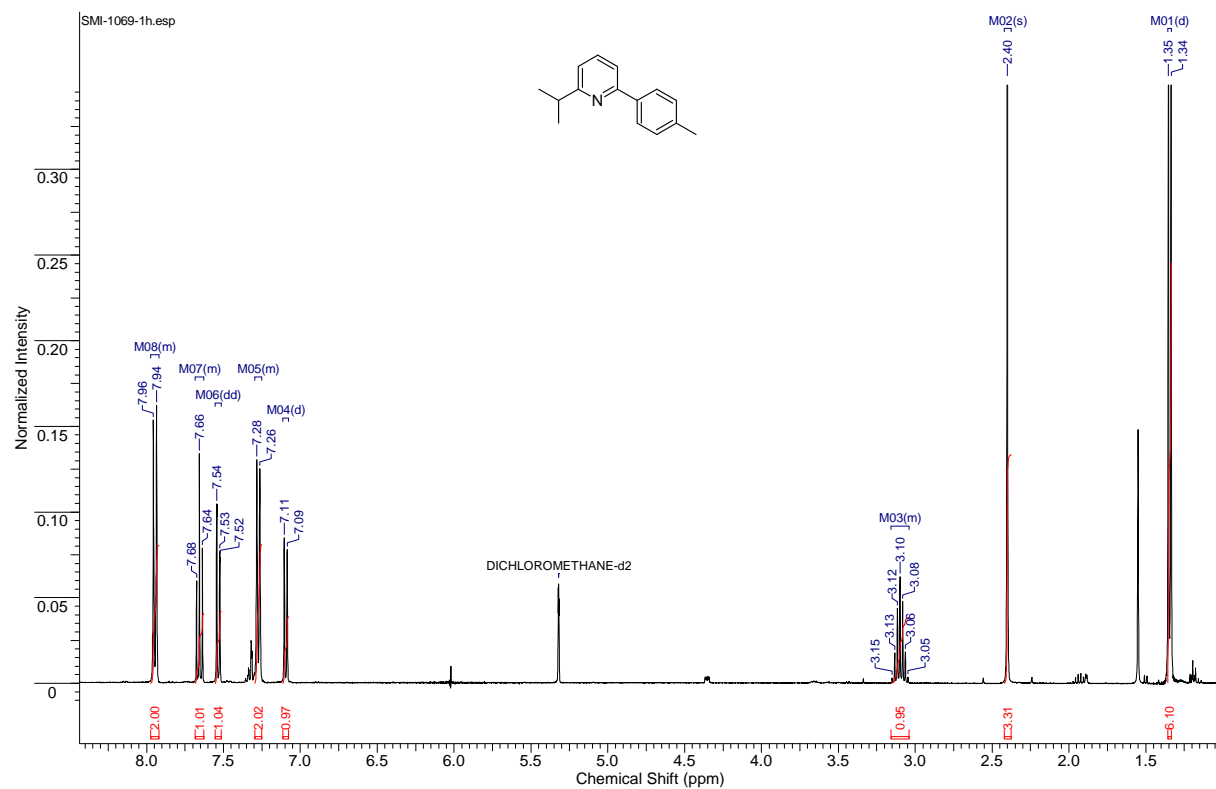 SMI-1069-1h.esp
M02(s)
M01(d)
2.40
1.35
1.34
N
0.30
0.25
0.20
0.15
0.10
0.05
0
Normalized Intensity
M08(m)
M07(m)
M05(m)
M06(dd)
M04(d)
7.96
7.94
7.68
7.66
7.64
7.54
7.53
7.52
7.28
7.26
7.11
7.09
DICHLOROMETHANE-d2
M03(m)
3.15
3.13
3.12
3.10
3.08
3.06
3.05
2.00
1.01
1.04
2.02
0.97
0.95
3.31
6.10
8.0 7.5 7.0 6.5 6.0 5.5 5.0 4.5 4.0 3.5 3.0 2.5 2.0 1.5
Chemical Shift (ppm)